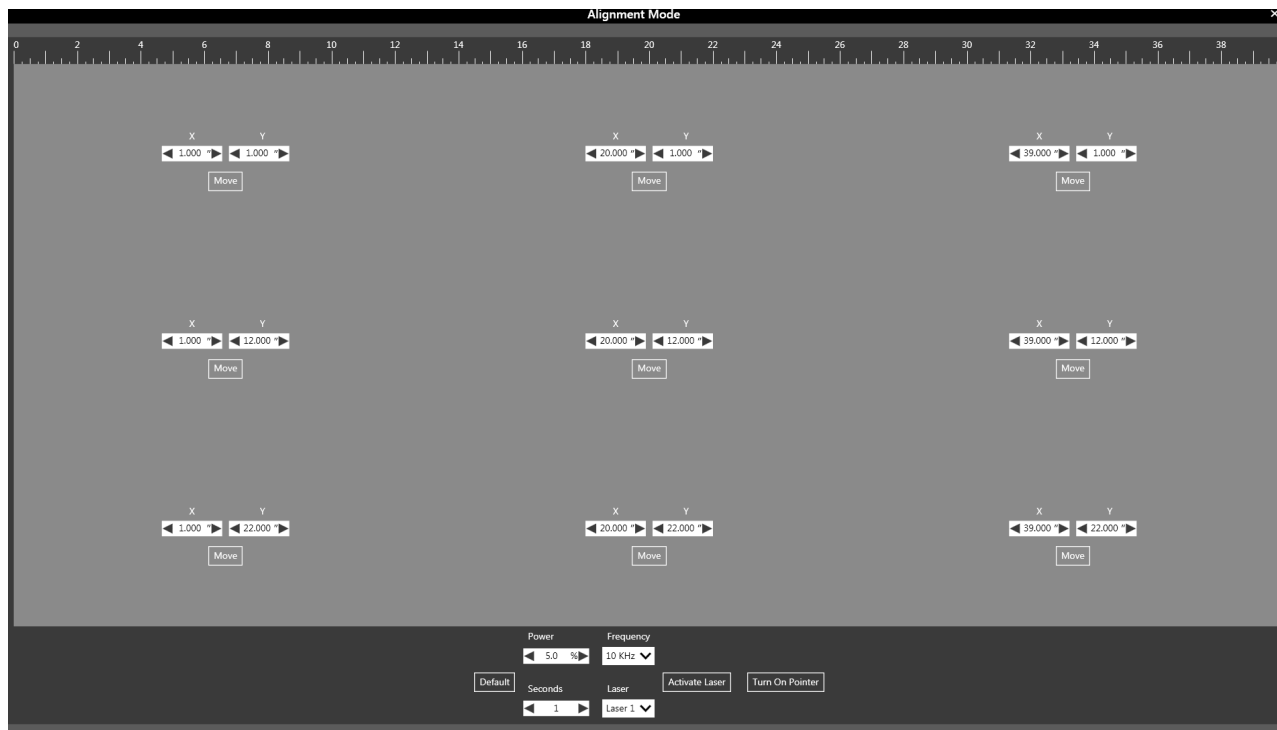 Alignment Mode ×
0 2 4 6 8 10 12 14 16 18 20 22 24 26 28 30 32 34 36 38
X Y X Y X Y
1.000 " 1.000 " 20.000 " 1.000 " 39.000 " 1.000 "
Move Move Move
X Y X Y X Y
1.000 " 12.000 " 20.000 " 12.000 " 39.000 " 12.000 "
Move Move Move
X Y X Y X Y
1.000 " 22.000 " 20.000 " 22.000 " 39.000 " 22.000 "
Move Move Move
Power Frequency
5.0 % 10 KHz
Default Activate Laser Turn On Pointer
Seconds Laser
1 Laser 1